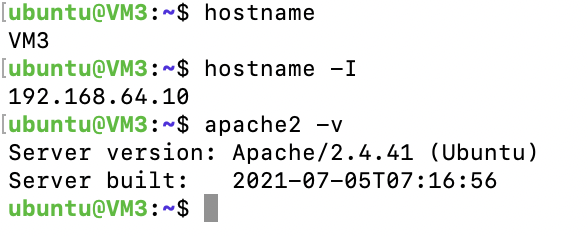 [ubuntu@VM3:~$ hostname
VM3
[ubuntu@VM3:~$ hostname -I
192.168.64.10
[ubuntu@VM3:~$ apache2 -v
Server version: Apache/2.4.41 (Ubuntu)
Server built:   2021-07-05T07:16:56
ubuntu@VM3:~$